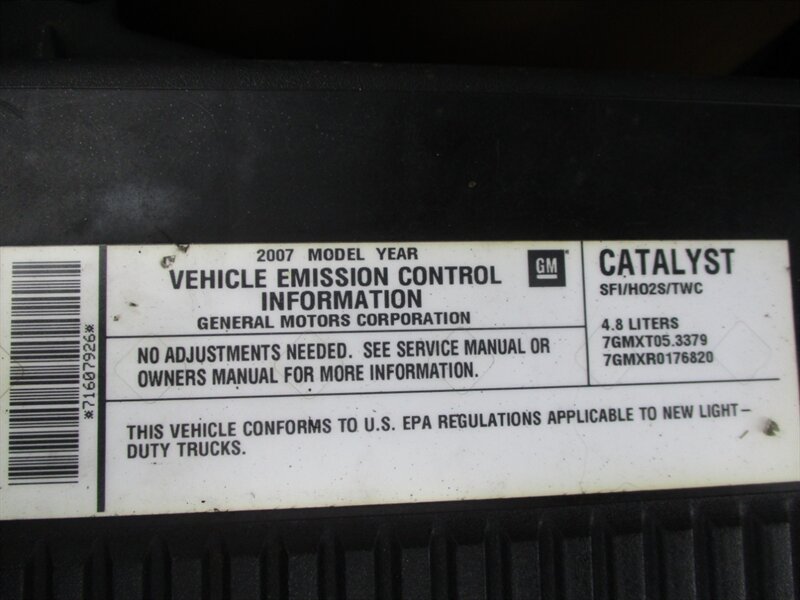 *71607926*
2007 MODEL YEAR
VEHICLE EMISSION CONTROL
INFORMATION
GENERAL MOTORS CORPORATION
GM
CATALYST
SFI/HO2S/TWC
4.8 LITERS
7GMXT05.3379
7GMXR0176820
NO ADJUSTMENTS NEEDED. SEE SERVICE MANUAL OR
OWNERS MANUAL FOR MORE INFORMATION.
THIS VEHICLE CONFORMS TO U.S. EPA REGULATIONS APPLICABLE TO NEW LIGHT-
DUTY TRUCKS.